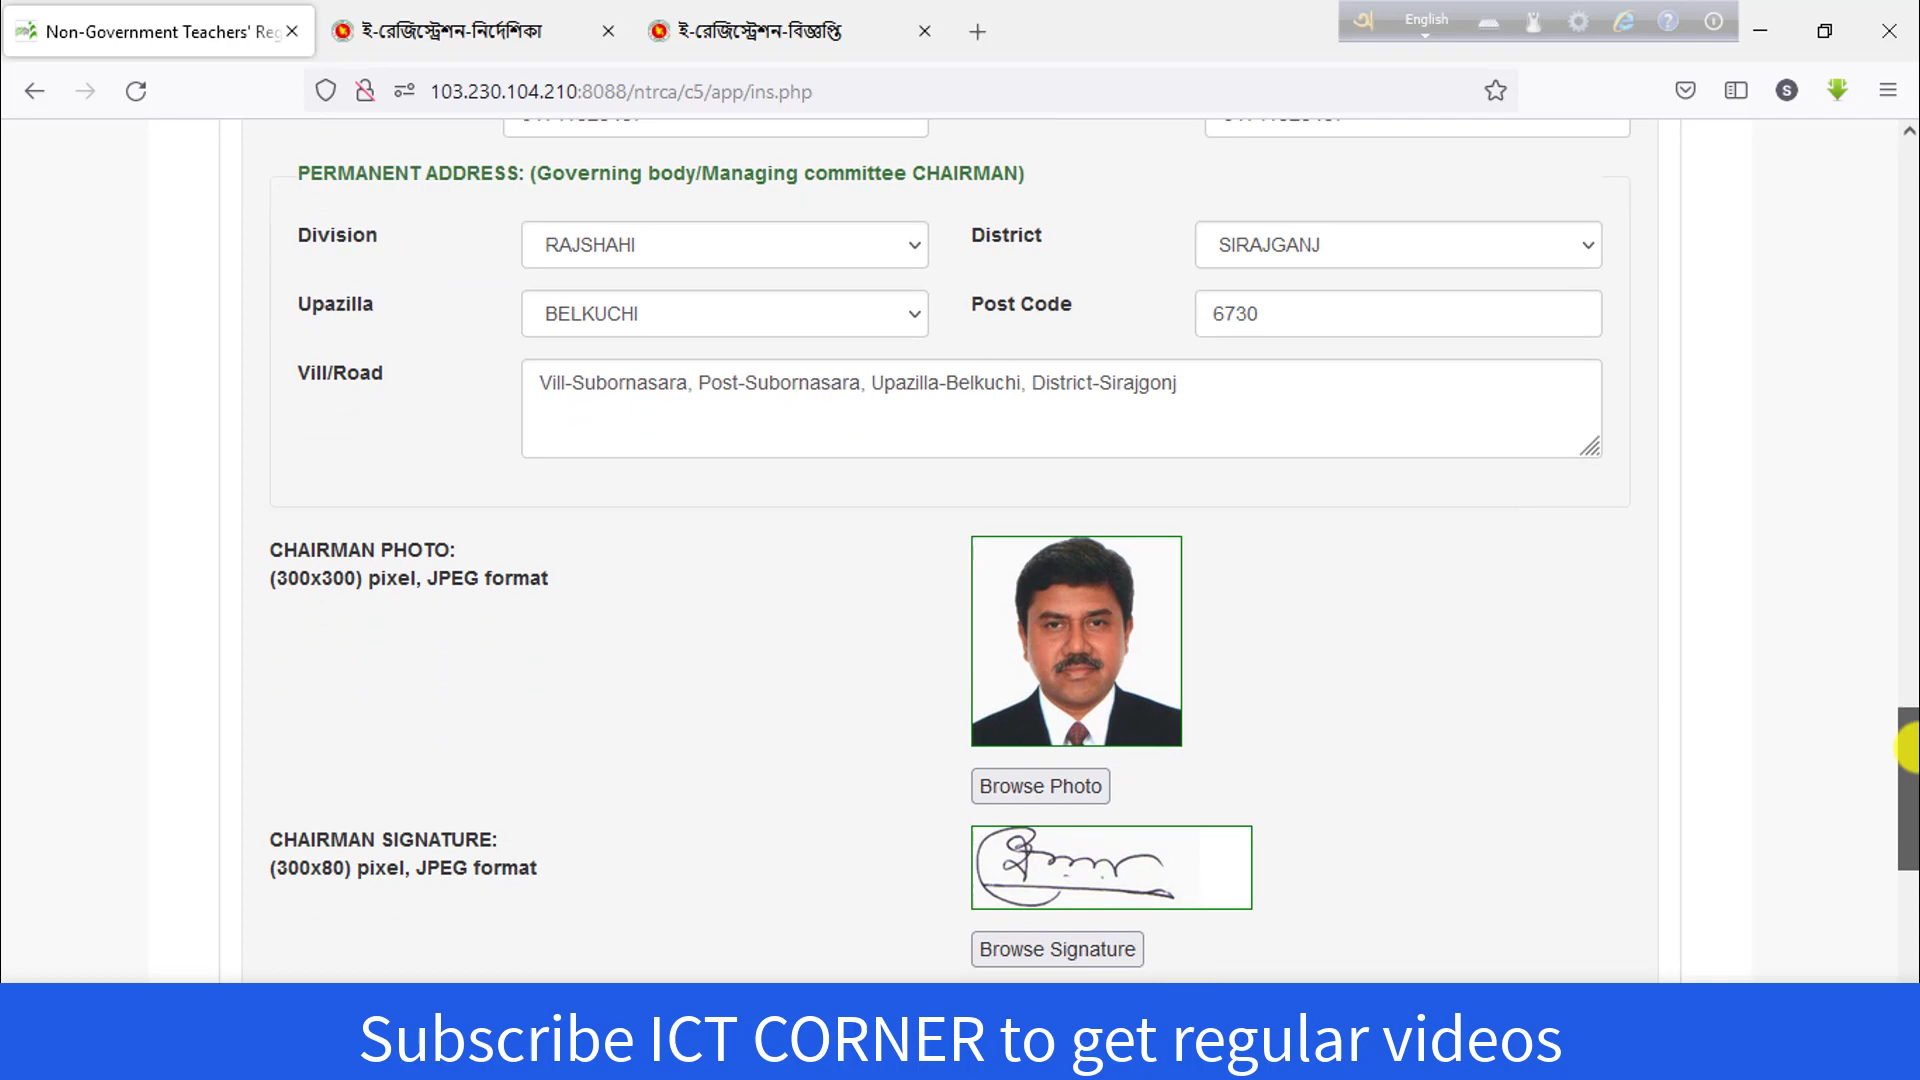 Non-Government Teachers' Reg
ই-রেজিস্ট্রেশন-নির্দেশিকা
ই-রেজিস্ট্রেশন-বিজ্ঞপ্তি
অ English
103.230.104.210:8088/ntrca/c5/app/ins.php
S
PERMANENT ADDRESS: (Governing body/Managing committee CHAIRMAN)
Division RAJSHAHI District SIRAJGANJ
Upazilla BELKUCHI Post Code 6730
Vill/Road Vill-Subornasara, Post-Subornasara, Upazilla-Belkuchi, District-Sirajgonj
CHAIRMAN PHOTO:
(300x300) pixel, JPEG format
Browse Photo
CHAIRMAN SIGNATURE:
(300x80) pixel, JPEG format
Browse Signature
Subscribe ICT CORNER to get regular videos